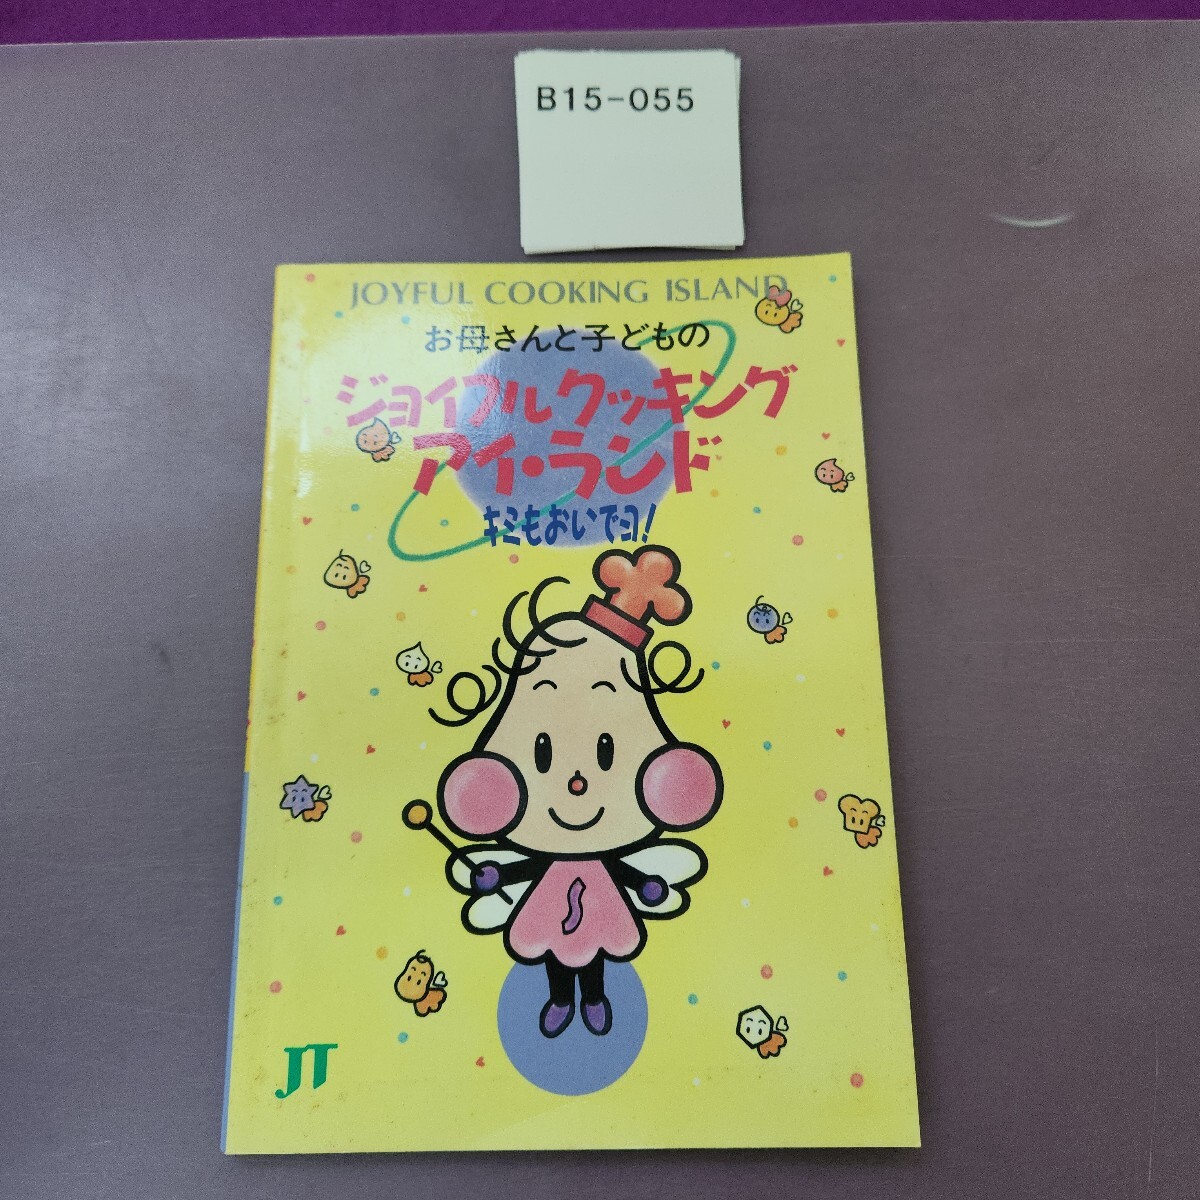 B15-055
JOYFUL COOKING ISLAND
お母さんと子どもの
ジョイフルクッキング
アイ・ランド
キミもおいでヨ!
JT